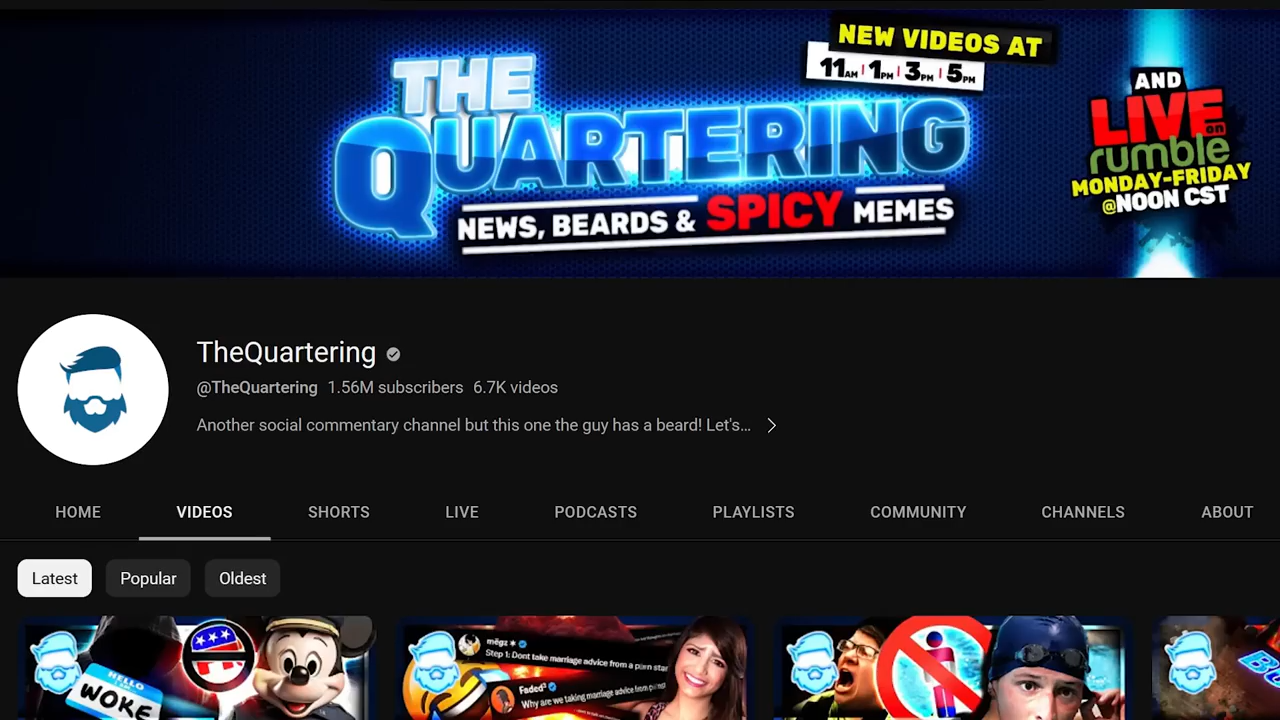 NEW VIDEOS AT
11AM | 1PM | 3PM | 5PM
THE
QUARTERING
NEWS, BEARDS & SPICY MEMES
AND
LIVE on
rumble
MONDAY-FRIDAY
@NOON CST
TheQuartering
@TheQuartering 1.56M subscribers 6.7K videos
Another social commentary channel but this one the guy has a beard! Let's...
HOME VIDEOS SHORTS LIVE PODCASTS PLAYLISTS COMMUNITY CHANNELS ABOUT
Latest Popular Oldest
HELLO
WOKE
mëgz
Step 1: Dont take marriage advice from a p
rn star
Faded³
Why are we taking marriage advice from